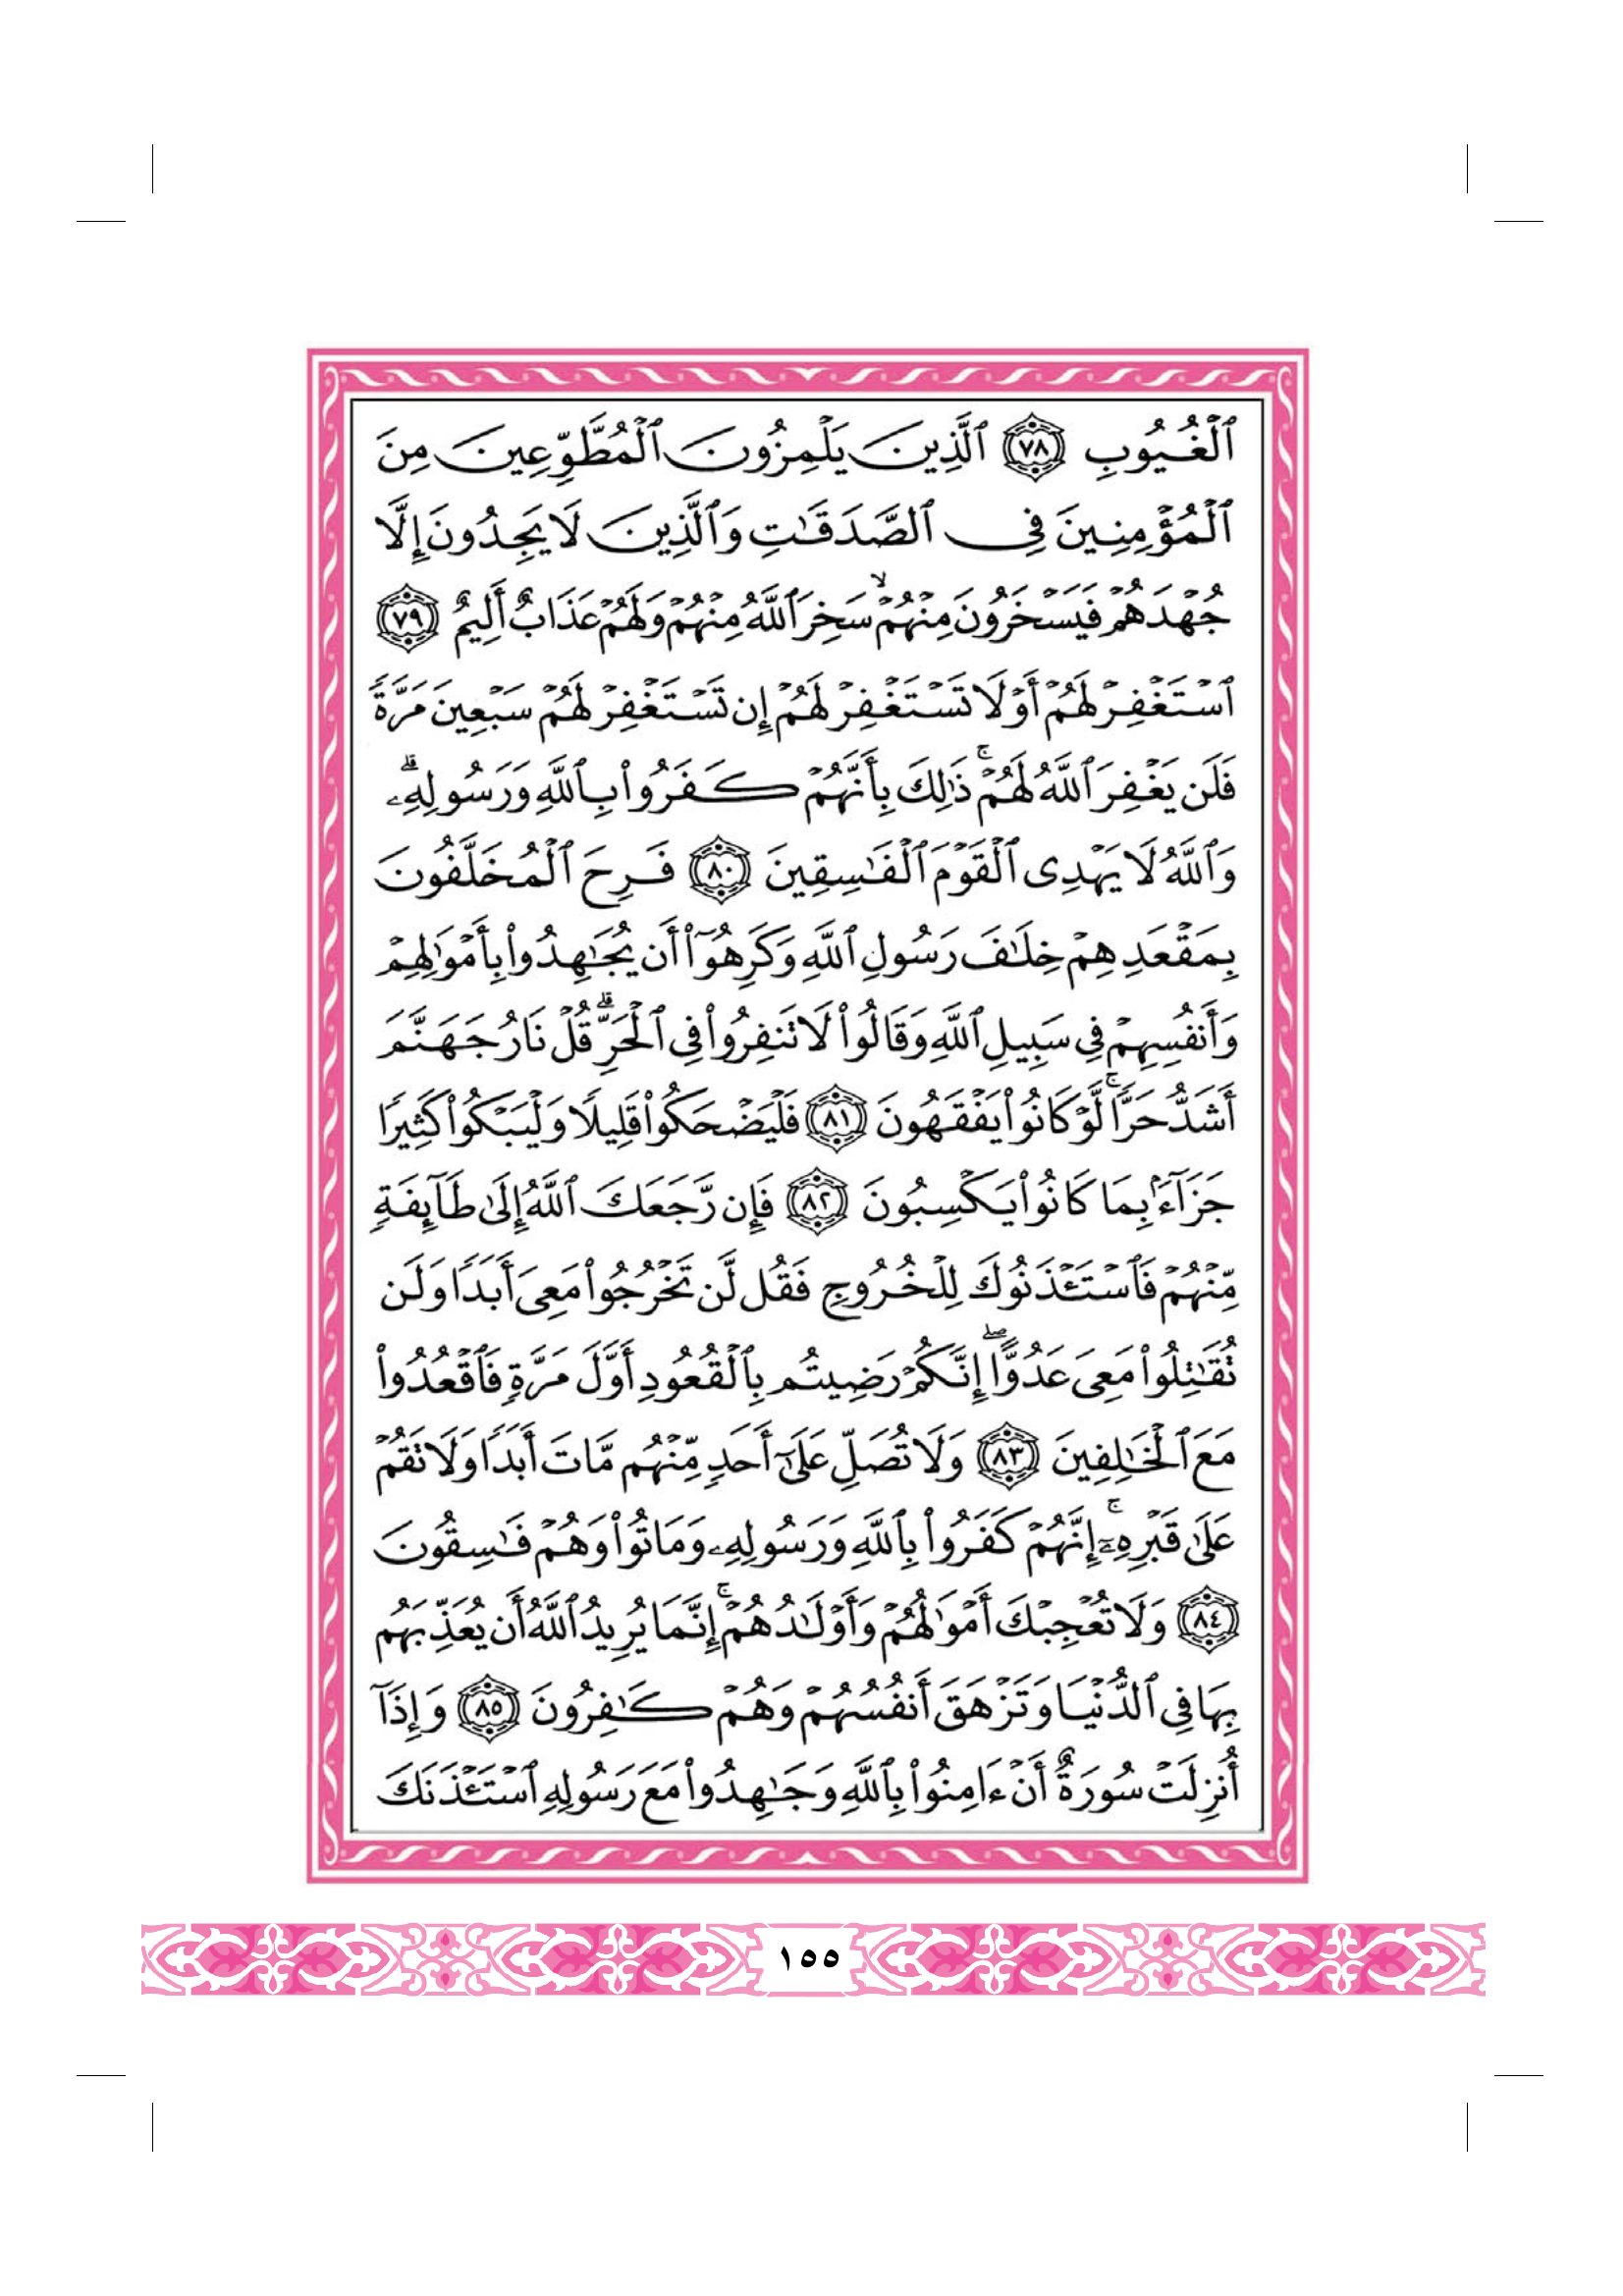 ٱلْغُيُوبِ ﴿٧٨﴾ ٱلَّذِينَ يَلْمِزُونَ ٱلْمُطَّوِّعِينَ مِنَ
ٱلْمُؤْمِنِينَ فِى ٱلصَّدَقَٰتِ وَٱلَّذِينَ لَا يَجِدُونَ إِلَّا
جُهْدَهُمْ فَيَسْخَرُونَ مِنْهُمْ ۙ سَخِرَ ٱللَّهُ مِنْهُمْ وَلَهُمْ عَذَابٌ أَلِيمٌ ﴿٧٩﴾
ٱسْتَغْفِرْ لَهُمْ أَوْ لَا تَسْتَغْفِرْ لَهُمْ إِن تَسْتَغْفِرْ لَهُمْ سَبْعِينَ مَرَّةً
فَلَن يَغْفِرَ ٱللَّهُ لَهُمْ ۚ ذَٰلِكَ بِأَنَّهُمْ كَفَرُوا۟ بِٱللَّهِ وَرَسُولِهِۦ ۗ
وَٱللَّهُ لَا يَهْدِى ٱلْقَوْمَ ٱلْفَٰسِقِينَ ﴿٨٠﴾ فَرِحَ ٱلْمُخَلَّفُونَ
بِمَقْعَدِهِمْ خِلَٰفَ رَسُولِ ٱللَّهِ وَكَرِهُوٓا۟ أَن يُجَٰهِدُوا۟ بِأَمْوَٰلِهِمْ
وَأَنفُسِهِمْ فِى سَبِيلِ ٱللَّهِ وَقَالُوا۟ لَا تَنفِرُوا۟ فِى ٱلْحَرِّ ۗ قُلْ نَارُ جَهَنَّمَ
أَشَدُّ حَرًّا ۚ لَّوْ كَانُوا۟ يَفْقَهُونَ ﴿٨١﴾ فَلْيَضْحَكُوا۟ قَلِيلًا وَلْيَبْكُوا۟ كَثِيرًا
جَزَآءًۢ بِمَا كَانُوا۟ يَكْسِبُونَ ﴿٨٢﴾ فَإِن رَّجَعَكَ ٱللَّهُ إِلَىٰ طَآئِفَةٍ
مِّنْهُمْ فَٱسْتَـْٔذَنُوكَ لِلْخُرُوجِ فَقُل لَّن تَخْرُجُوا۟ مَعِىَ أَبَدًا وَلَن
تُقَٰتِلُوا۟ مَعِىَ عَدُوًّا ۖ إِنَّكُمْ رَضِيتُم بِٱلْقُعُودِ أَوَّلَ مَرَّةٍ فَٱقْعُدُوا۟
مَعَ ٱلْخَٰلِفِينَ ﴿٨٣﴾ وَلَا تُصَلِّ عَلَىٰٓ أَحَدٍ مِّنْهُم مَّاتَ أَبَدًا وَلَا تَقُمْ
عَلَىٰ قَبْرِهِۦٓ ۚ إِنَّهُمْ كَفَرُوا۟ بِٱللَّهِ وَرَسُولِهِۦ وَمَاتُوا۟ وَهُمْ فَٰسِقُونَ
﴿٨٤﴾ وَلَا تُعْجِبْكَ أَمْوَٰلُهُمْ وَأَوْلَٰدُهُمْ ۚ إِنَّمَا يُرِيدُ ٱللَّهُ أَن يُعَذِّبَهُم
بِهَا فِى ٱلدُّنْيَا وَتَزْهَقَ أَنفُسُهُمْ وَهُمْ كَٰفِرُونَ ﴿٨٥﴾ وَإِذَآ
أُنزِلَتْ سُورَةٌ أَنْ ءَامِنُوا۟ بِٱللَّهِ وَجَٰهِدُوا۟ مَعَ رَسُولِهِ ٱسْتَـْٔذَنَكَ
١٥٥